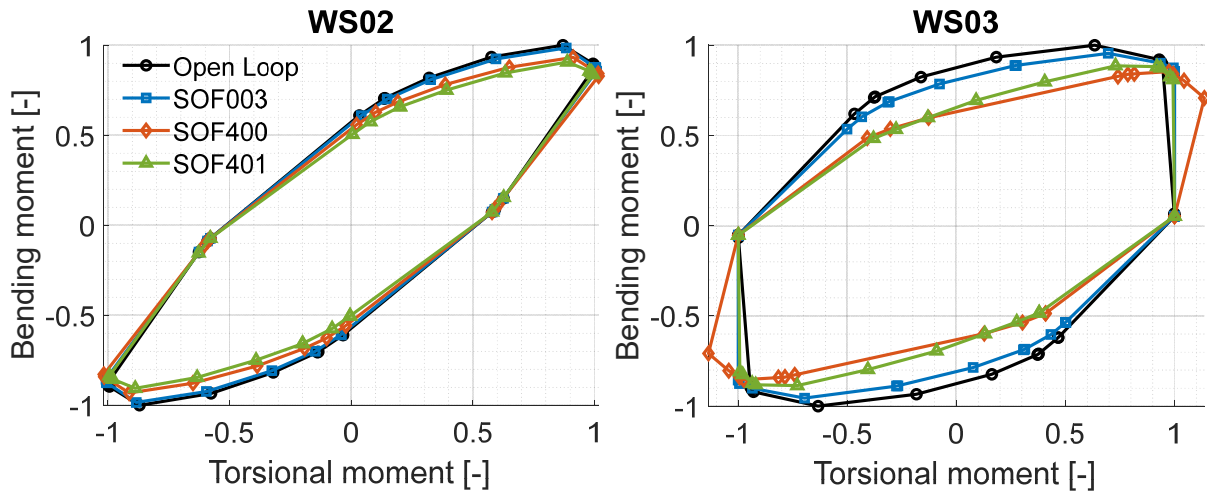 WS02
Bending moment [-]
1
0.5
0
-0.5
-1
Open Loop
SOF003
SOF400
SOF401
-1
-0.5
0
0.5
1
Torsional moment [-]
WS03
Bending moment [-]
1
0.5
0
-0.5
-1
-1
-0.5
0
0.5
1
Torsional moment [-]